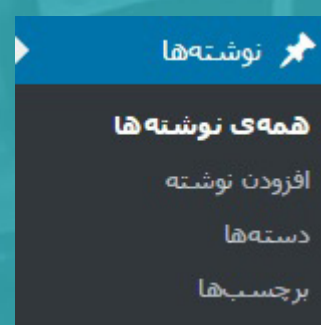 نوشته‌ها
همه‌ی نوشته‌ها
افزودن نوشته
دسته‌ها
برچسب‌ها